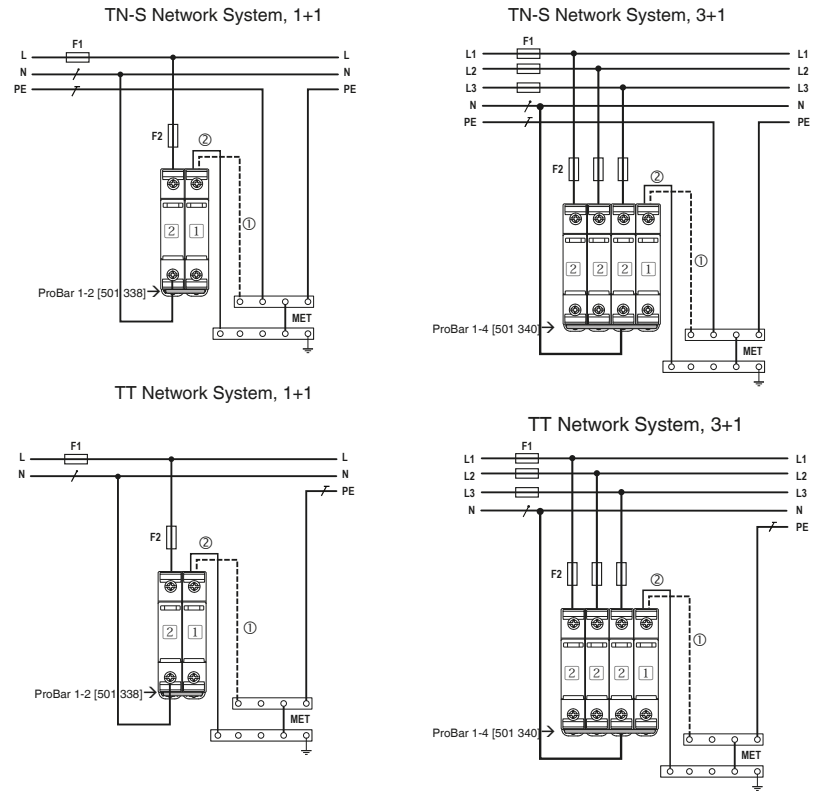 TN-S Network System, 1+1
F1
L L
N N
PE PE
F2
②
2 1
①
ProBar 1-2 [501 338]
MET
TN-S Network System, 3+1
F1
L1 L1
L2 L2
L3 L3
N N
PE PE
F2
②
2 2 2 1
①
ProBar 1-4 [501 340]
MET
TT Network System, 1+1
F1
L L
N N
PE
F2
②
2 1
①
ProBar 1-2 [501 338]
MET
TT Network System, 3+1
F1
L1 L1
L2 L2
L3 L3
N N
PE
F2
②
2 2 2 1
①
ProBar 1-4 [501 340]
MET